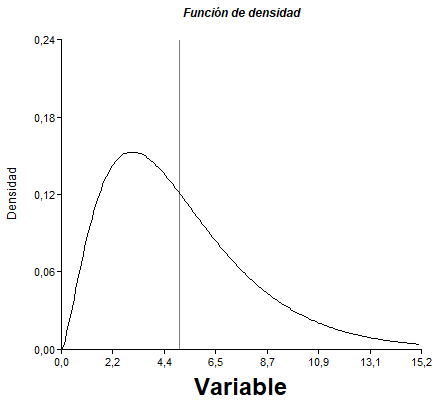 Función de densidad
0,24
0,18
0,12
0,06
0,00
Densidad
0,0 2,2 4,4 6,5 8,7 10,9 13,1 15,2
Variable